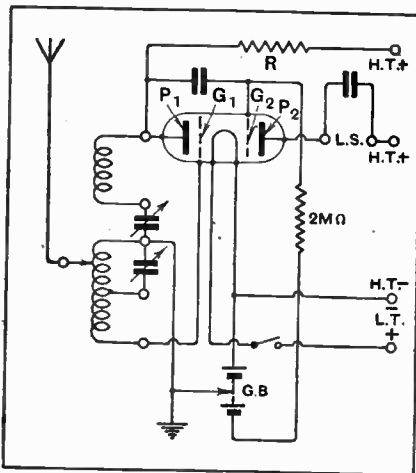 R
H.T.+
P1
G1
G2
P2
L.S.
H.T.+
2MΩ
H.T.-
-
L.T.
+
G.B